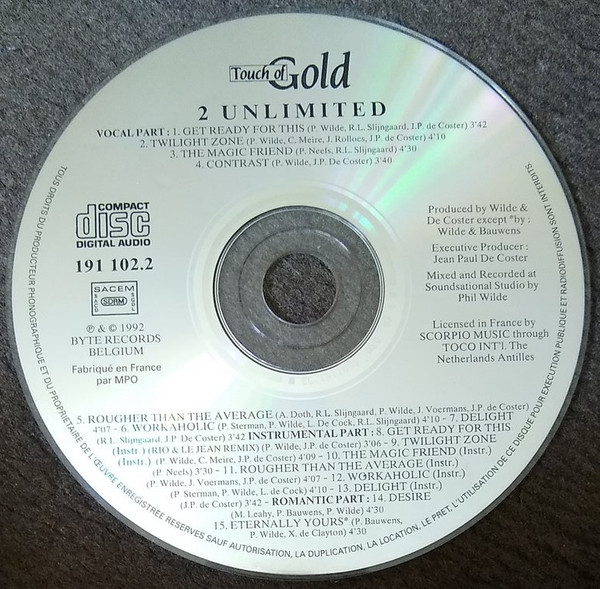 Touch of Gold
2 UNLIMITED
VOCAL PART : 1. GET READY FOR THIS (P. Wilde, R.L. Slijngaard, J.P. de Coster) 3'42
2. TWILIGHT ZONE (P. Wilde, C. Meire, J. Rollocs, J.P. de Coster) 4'10
3. THE MAGIC FRIEND (P. Neefs, R.L. Slijngaard) 4'30
4. CONTRAST (P. Wilde, J.P. De Coster) 3'40
COMPACT
disc
DIGITAL AUDIO
191 102.2
SACEM
SACD SDRM SGDL
℗ & © 1992
BYTE RECORDS
BELGIUM
Fabriqué en France
par MPO
Produced by Wilde &
De Coster except *by :
Wilde & Bauwens
Executive Producer :
Jean Paul De Coster
Mixed and Recorded at
Soundsational Studio by
Phil Wilde
Licensed in France by
SCORPIO MUSIC through
TOCO INT'L The
Netherlands Antilles
5. ROUGHER THAN THE AVERAGE (A. Doth, R.L. Slijngaard, P. Wilde, J. Voermans, J.P. de Coster)
4'07 - 6. WORKAHOLIC (P. Sterman, P. Wilde, L. De Cock, R.L. Slijngaard) 4'10 - 7. DELIGHT
(R.L. Slijngaard, J.P. De Coster) 3'42 INSTRUMENTAL PART : 8. GET READY FOR THIS
(Instr.) (RIO & LE JEAN REMIX) (P. Wilde, J.P. de Coster) 3'06 - 9. TWILIGHT ZONE
(Instr.) (P. Wilde, C. Meire, J.P. de Coster) 4'09 - 10. THE MAGIC FRIEND (Instr.)
(P. Neefs) 3'30 - 11. ROUGHER THAN THE AVERAGE (Instr.)
(P. Wilde, J. Voermans, J.P. de Coster) 4'07 - 12. WORKAHOLIC (Instr.)
(P. Sterman, P. Wilde, L. de Cock) 4'10 - 13. DELIGHT (Instr.)
(J.P. de Coster) 3'42 - ROMANTIC PART : 14. DESIRE
(M. Leahy, P. Bauwens, P. Wilde) 4'30
15. ETERNALLY YOURS* (P. Bauwens,
P. Wilde, X. de Clayton) 4'30
TOUS DROITS DU PRODUCTEUR PHONOGRAPHIQUE ET DU PROPRIETAIRE DE L'ŒUVRE ENREGISTREE RESERVES SAUF AUTORISATION, LA DUPLICATION, LA LOCATION, LE PRET, L'UTILISATION DE CE DISQUE POUR EXECUTION PUBLIQUE ET RADIODIFFUSION SONT INTERDITS